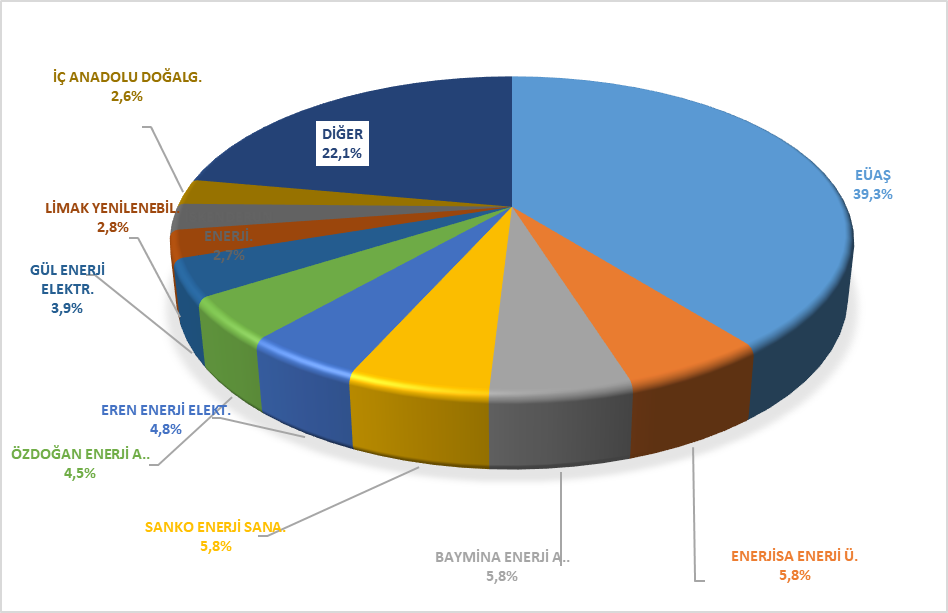 İÇ ANADOLU DOĞALG.
2,6%
DİĞER
22,1%
EÜAŞ
39,3%
LİMAK YENİLENEBİL.
2,8%
ENERJİ
2,7%
GÜL ENERJİ
ELEKTR.
3,9%
EREN ENERJİ ELEKT.
4,8%
ÖZDOĞAN ENERJİ A..
4,5%
SANKO ENERJİ SANA.
5,8%
BAYMİNA ENERJİ A..
5,8%
ENERJİSA ENERJİ Ü.
5,8%